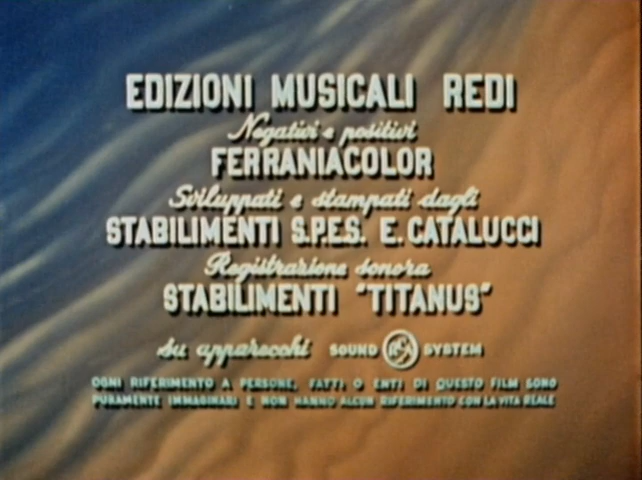 EDIZIONI MUSICALI REDI
Negativi e positivi
FERRANIACOLOR
Sviluppati e stampati dagli
STABILIMENTI S.P.E.S. E. CATALUCCI
Registrazione sonora
STABILIMENTI "TITANUS"
su apparecchi SOUND RCA SYSTEM
OGNI RIFERIMENTO A PERSONE, FATTI O ENTI DI QUESTO FILM SONO
PURAMENTE IMMAGINARI E NON HANNO ALCUN RIFERIMENTO CON LA VITA REALE